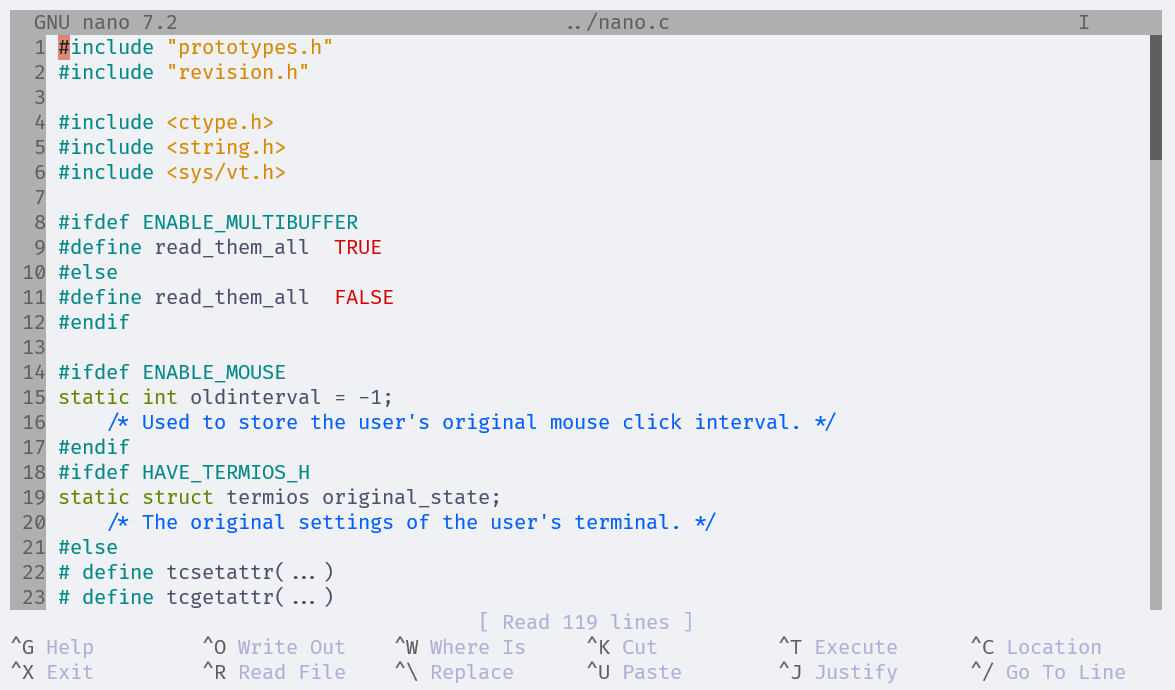 GNU nano 7.2 ../nano.c I
1 #include "prototypes.h"
2 #include "revision.h"
3
4 #include <ctype.h>
5 #include <string.h>
6 #include <sys/vt.h>
7
8 #ifdef ENABLE_MULTIBUFFER
9 #define read_them_all  TRUE
10 #else
11 #define read_them_all  FALSE
12 #endif
13
14 #ifdef ENABLE_MOUSE
15 static int oldinterval = -1;
16     /* Used to store the user's original mouse click interval. */
17 #endif
18 #ifdef HAVE_TERMIOS_H
19 static struct termios original_state;
20     /* The original settings of the user's terminal. */
21 #else
22 # define tcsetattr(...)
23 # define tcgetattr(...)
[ Read 119 lines ]
^G Help ^O Write Out ^W Where Is ^K Cut ^T Execute ^C Location
^X Exit ^R Read File ^\ Replace ^U Paste ^J Justify ^/ Go To Line